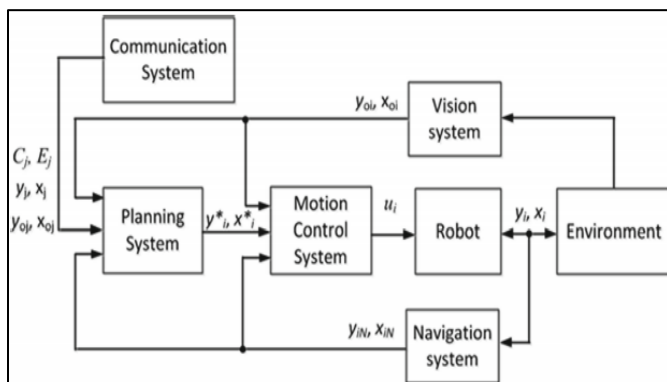 Communication
System
Vision
system
yoi, xoi
Cj, Ej
yj, xj
yoj, xoj
Planning
System
y*i, x*i
Motion
Control
System
ui
Robot
yi, xi
Environment
yiN, xiN
Navigation
system